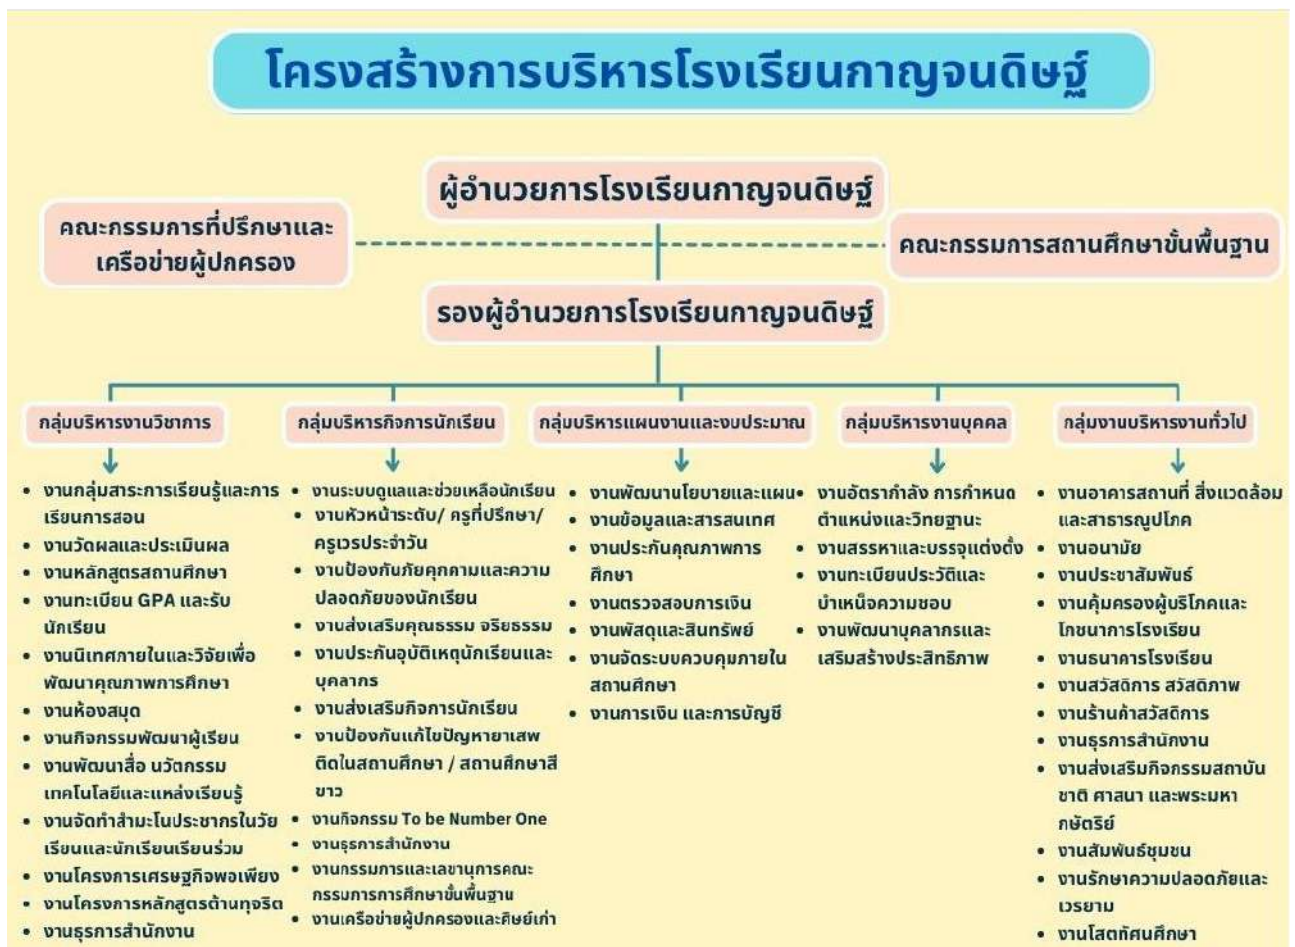 โครงสร้างการบริหารโรงเรียนกาญจนดิษฐ์
ผู้อำนวยการโรงเรียนกาญจนดิษฐ์
คณะกรรมการที่ปรึกษาและ
เครือข่ายผู้ปกครอง
คณะกรรมการสถานศึกษาขั้นพื้นฐาน
รองผู้อำนวยการโรงเรียนกาญจนดิษฐ์
กลุ่มบริหารงานวิชาการ
• งานกลุ่มสาระการเรียนรู้และการ
เรียนการสอน
• งานวัดผลและประเมินผล
• งานหลักสูตรสถานศึกษา
• งานทะเบียน GPA และรับ
นักเรียน
• งานนิเทศภายในและวิจัยเพื่อ
พัฒนาคุณภาพการศึกษา
• งานห้องสมุด
• งานกิจกรรมพัฒนาผู้เรียน
• งานพัฒนาสื่อ นวัตกรรม
เทคโนโลยีและแหล่งเรียนรู้
• งานจัดทำสำมะโนประชากรในวัย
เรียนและนักเรียนเรียนร่วม
• งานโครงการเศรษฐกิจพอเพียง
• งานโครงการหลักสูตรต้านทุจริต
• งานธุรการสำนักงาน
กลุ่มบริหารกิจการนักเรียน
• งานระบบดูแลและช่วยเหลือนักเรียน
• งานหัวหน้าระดับ/ ครูที่ปรึกษา/
ครูเวรประจำวัน
• งานป้องกันภัยคุกคามและความ
ปลอดภัยของนักเรียน
• งานส่งเสริมคุณธรรม จริยธรรม
• งานประกันอุบัติเหตุนักเรียนและ
บุคลากร
• งานส่งเสริมกิจการนักเรียน
• งานป้องกันแก้ไขปัญหายาเสพ
ติดในสถานศึกษา / สถานศึกษาสี
ขาว
• งานกิจกรรม To be Number One
• งานธุรการสำนักงาน
• งานกรรมการและเลขานุการคณะ
กรรมการการศึกษาขั้นพื้นฐาน
• งานเครือข่ายผู้ปกครองและศิษย์เก่า
กลุ่มบริหารแผนงานและงบประมาณ
• งานพัฒนานโยบายและแผน
• งานข้อมูลและสารสนเทศ
• งานประกันคุณภาพการ
ศึกษา
• งานตรวจสอบการเงิน
• งานพัสดุและสินทรัพย์
• งานจัดระบบควบคุมภายใน
สถานศึกษา
• งานการเงิน และการบัญชี
กลุ่มบริหารงานบุคคล
• งานอัตรากำลัง การกำหนด
ตำแหน่งและวิทยฐานะ
• งานสรรหาและบรรจุแต่งตั้ง
• งานทะเบียนประวัติและ
บำเหน็จความชอบ
• งานพัฒนาบุคลากรและ
เสริมสร้างประสิทธิภาพ
กลุ่มงานบริหารงานทั่วไป
• งานอาคารสถานที่ สิ่งแวดล้อม
และสาธารณูปโภค
• งานอนามัย
• งานประชาสัมพันธ์
• งานคุ้มครองผู้บริโภคและ
โภชนาการโรงเรียน
• งานธนาคารโรงเรียน
• งานสวัสดิการ สวัสดิภาพ
• งานร้านค้าสวัสดิการ
• งานธุรการสำนักงาน
• งานส่งเสริมกิจกรรมสถาบัน
ชาติ ศาสนา และพระมหา
กษัตริย์
• งานสัมพันธ์ชุมชน
• งานรักษาความปลอดภัยและ
เวรยาม
• งานโสตทัศนศึกษา